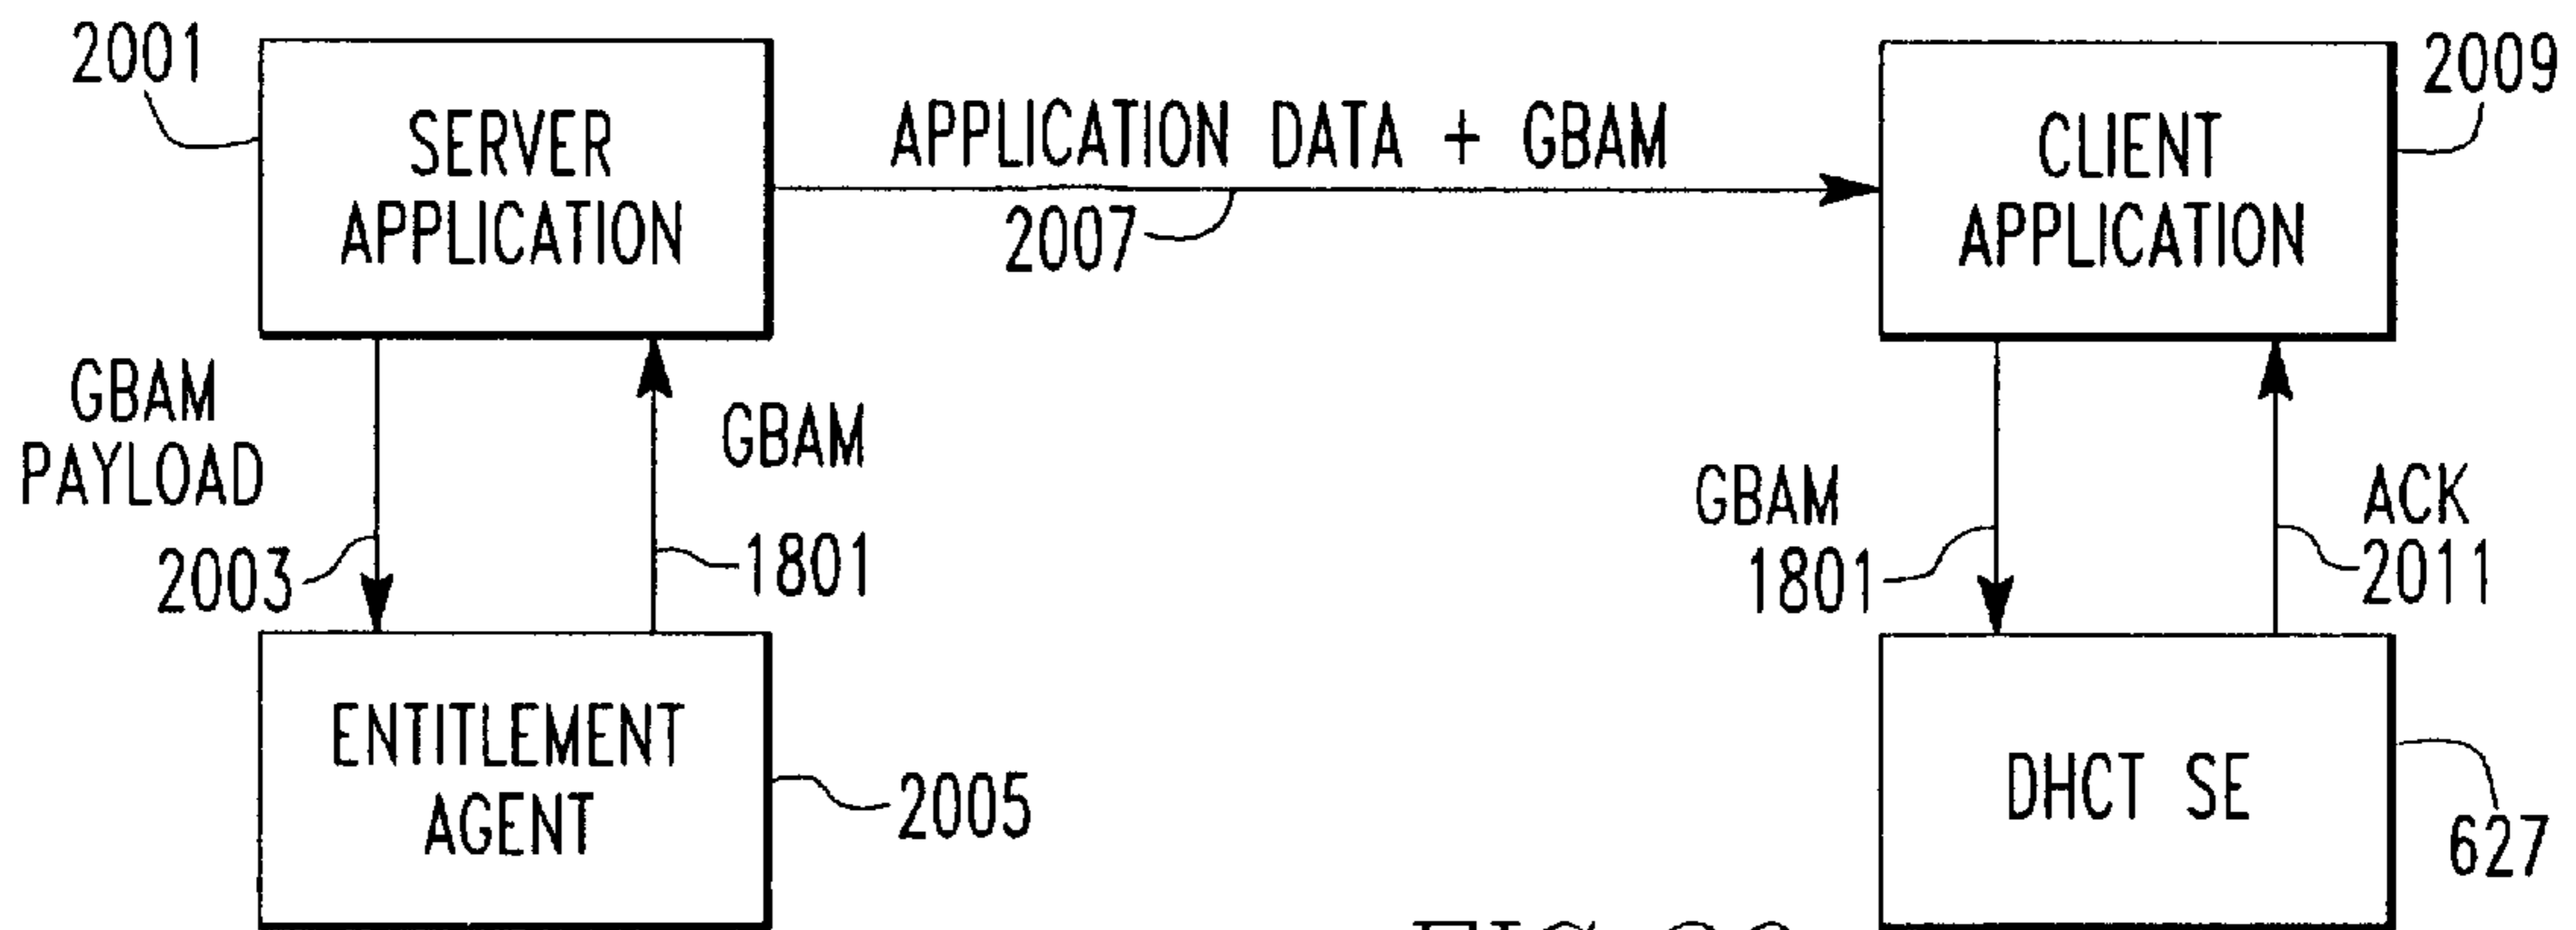 2001
SERVER
APPLICATION
APPLICATION DATA + GBAM
2007
CLIENT
APPLICATION
2009
GBAM
PAYLOAD
2003
GBAM
1801
GBAM
1801
ACK
2011
ENTITLEMENT
AGENT
2005
DHCT SE
627